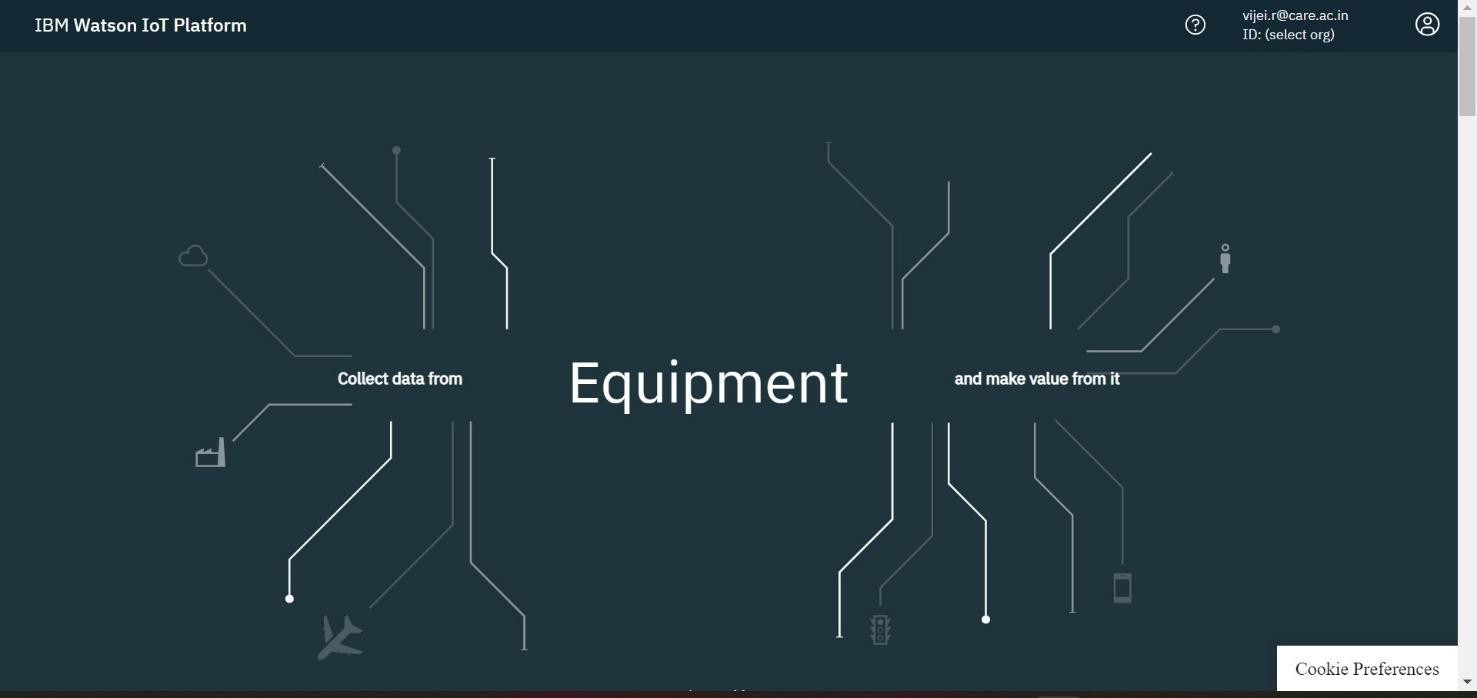 IBM Watson IoT Platform
vijei.r@care.ac.in
ID: (select org)
Collect data from
Equipment
and make value from it
Cookie Preferences